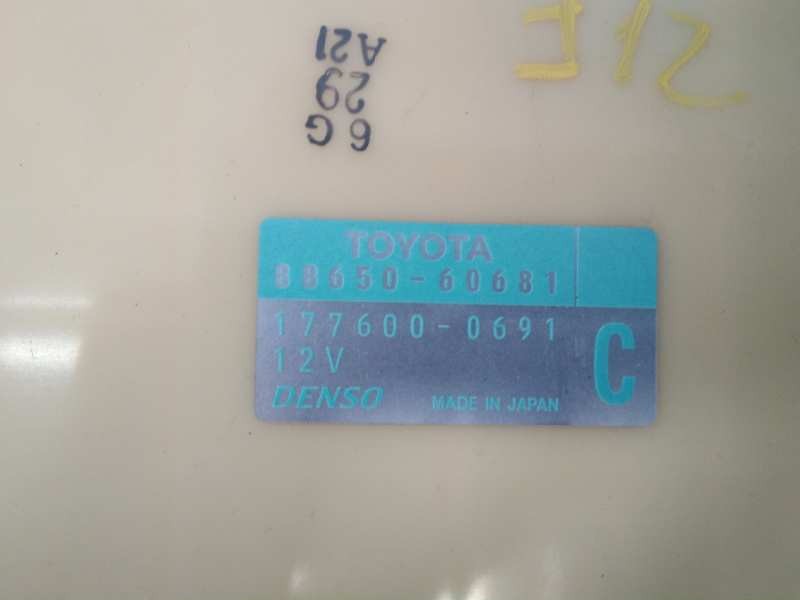 6G
29
A21
TOYOTA
88650-60681
177600-0691
12V
C
DENSO MADE IN JAPAN